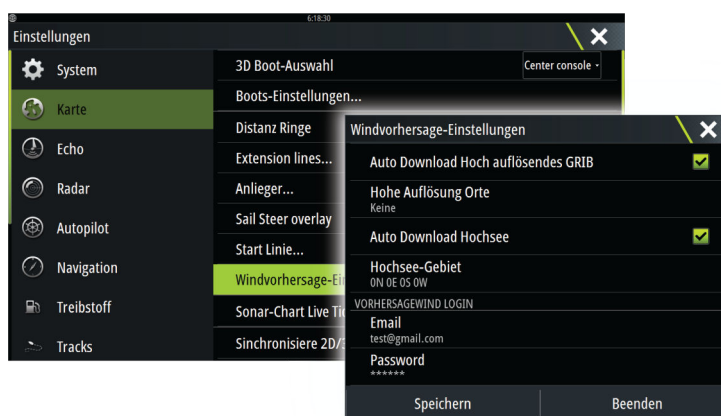 6:18:30
Einstellungen
System
Karte
Echo
Radar
Autopilot
Navigation
Treibstoff
Tracks
3D Boot-Auswahl
Center console
Boots-Einstellungen...
Distanz Ringe
Extension lines...
Anlieger...
Sail Steer overlay
Start Linie...
Windvorhersage-Ei
Sonar-Chart Live Ti
Sinchronisiere 2D/
Windvorhersage-Einstellungen
Auto Download Hoch auflösendes GRIB
Hohe Auflösung Orte
Keine
Auto Download Hochsee
Hochsee-Gebiet
0N 0E 0S 0W
VORHERSAGEWIND LOGIN
Email
test@gmail.com
Password
******
Speichern
Beenden